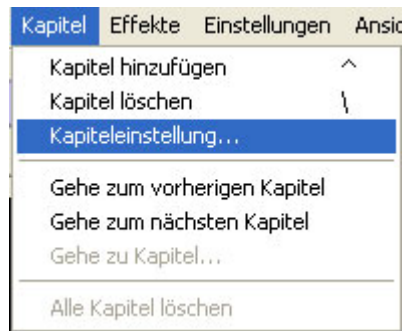 Kapitel Effekte Einstellungen
Kapitel hinzufügen ^
Kapitel löschen \
Kapiteleinstellung...
Gehe zum vorherigen Kapitel
Gehe zum nächsten Kapitel
Gehe zu Kapitel...
Alle Kapitel löschen